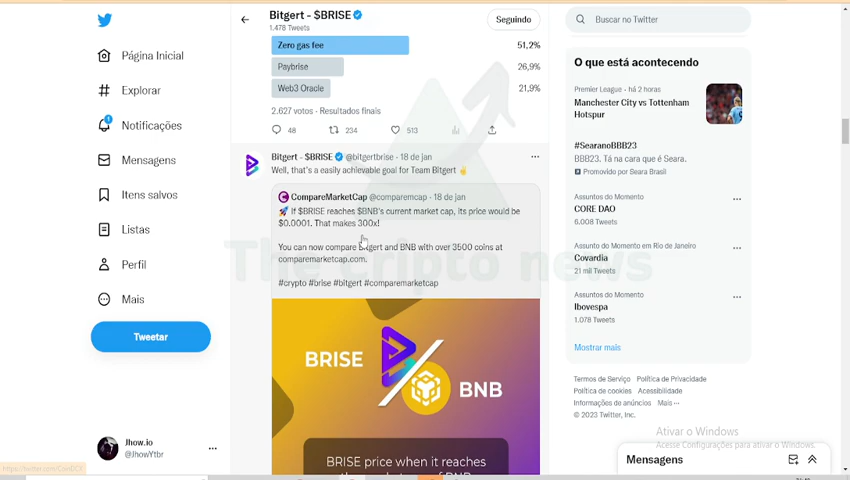 Bitgert - $BRISE
1.478 Tweets
Seguindo
Zero gas fee 51,2%
Paybrise 26,9%
Web3 Oracle 21,9%
2.627 votos · Resultados finais
48 234 513
Bitgert - $BRISE @bitgertbrise · 18 de jan
Well, that's a easily achievable goal for Team Bitgert
CompareMarketCap @comparemcap · 18 de jan
If $BRISE reaches $BNB's current market cap, its price would be
$0.0001. That makes 300x!
You can now compare Bitgert and BNB with over 3500 coins at
comparemarketcap.com.
#crypto #brise #bitgert #comparemarketcap
BRISE
BNB
BRISE price when it reaches
Página Inicial
Explorar
1
Notificações
Mensagens
Itens salvos
Listas
Perfil
Mais
Tweetar
Jhow.io
@JhowYtbr
Buscar no Twitter
O que está acontecendo
Premier League · há 2 horas
Manchester City vs Tottenham
Hotspur
#SearanoBBB23
BBB23. Tá na cara que é Seara.
Promovido por Seara Brasil
Assuntos do Momento
CORE DAO
6.008 Tweets
Assunto do Momento em Rio de Janeiro
Covardia
21 mil Tweets
Assuntos do Momento
Ibovespa
1.078 Tweets
Mostrar mais
Termos de Serviço Política de Privacidade
Política de cookies Acessibilidade
Informações de anúncios Mais ···
© 2023 Twitter, Inc.
Ativar o Windows
Acesse Configurações para ativar o Windows.
Mensagens
The Cripto news